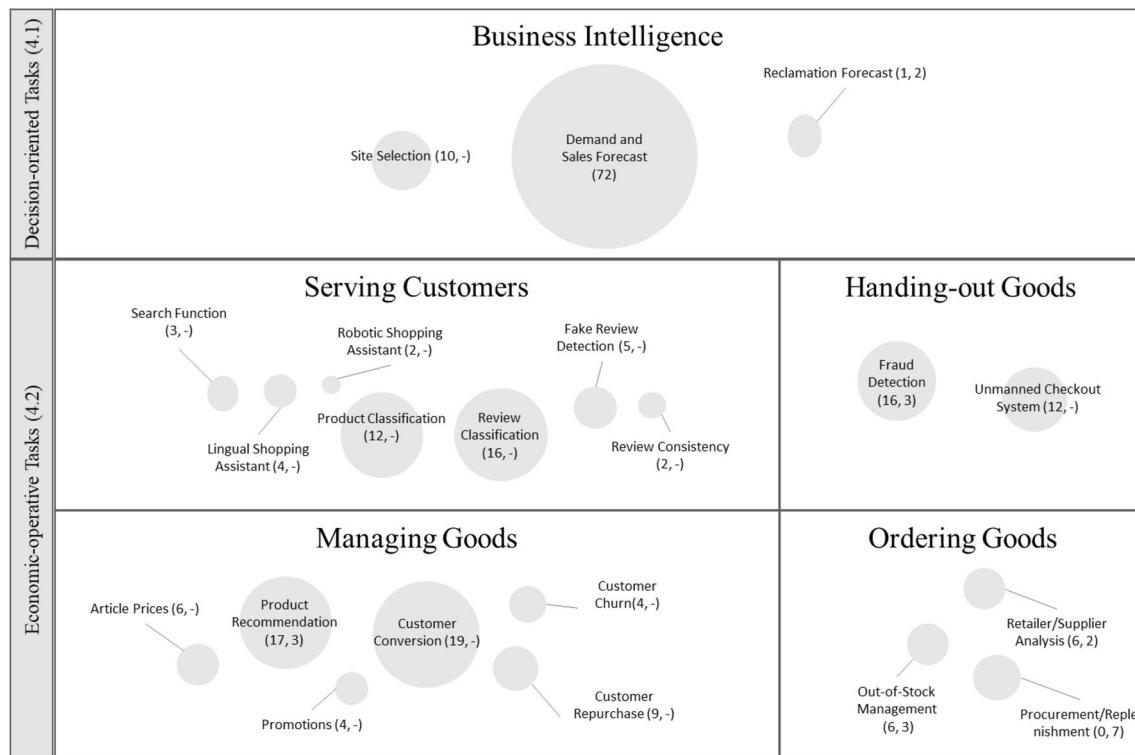 Decision-oriented Tasks (4.1)
Business Intelligence
Reclamation Forecast (1, 2)
Site Selection (10, -)
Demand and
Sales Forecast
(72)
Economic-operative Tasks (4.2)
Serving Customers
Search Function
(3, -)
Robotic Shopping
Assistant (2, -)
Fake Review
Detection (5, -)
Lingual Shopping
Assistant (4, -)
Product Classification
(12, -)
Review
Classification
(16, -)
Review Consistency
(2, -)
Handing-out Goods
Fraud
Detection
(16, 3)
Unmanned Checkout
System (12, -)
Managing Goods
Article Prices (6, -)
Product
Recommendation
(17, 3)
Promotions (4, -)
Customer
Conversion (19, -)
Customer
Churn(4, -)
Customer
Repurchase (9, -)
Ordering Goods
Retailer/Supplier
Analysis (6, 2)
Out-of-Stock
Management
(6, 3)
Procurement/Reple
nishment (0, 7)